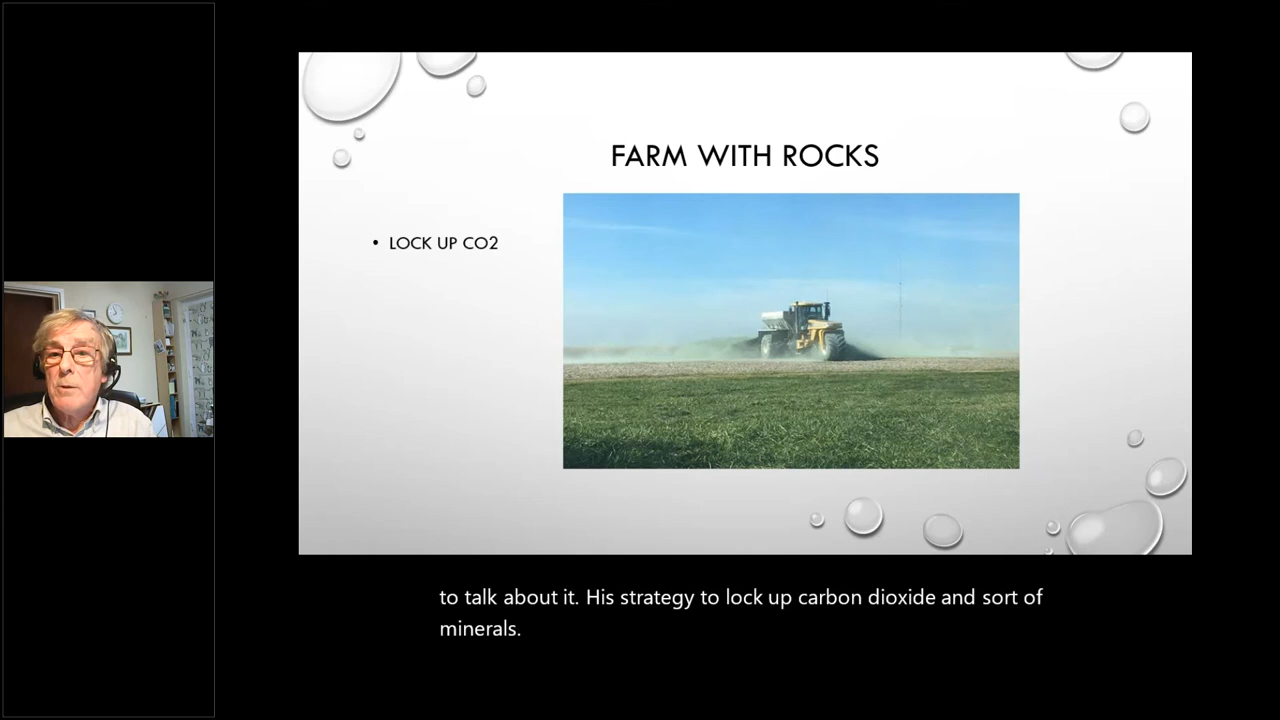 FARM WITH ROCKS
• LOCK UP CO2
to talk about it. His strategy to lock up carbon dioxide and sort of
minerals.